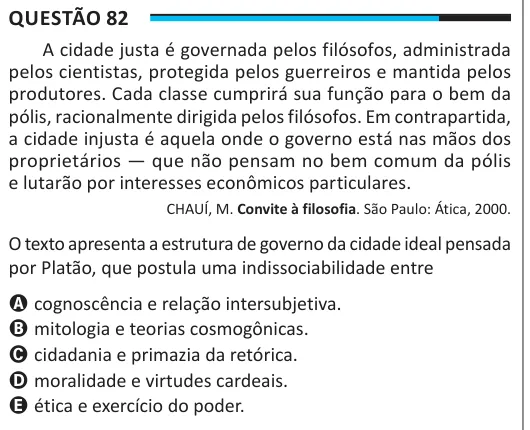 QUESTÃO 82
A cidade justa é governada pelos filósofos, administrada
pelos cientistas, protegida pelos guerreiros e mantida pelos
produtores. Cada classe cumprirá sua função para o bem da
pólis, racionalmente dirigida pelos filósofos. Em contrapartida,
a cidade injusta é aquela onde o governo está nas mãos dos
proprietários — que não pensam no bem comum da pólis
e lutarão por interesses econômicos particulares.
CHAUÍ, M. Convite à filosofia. São Paulo: Ática, 2000.
O texto apresenta a estrutura de governo da cidade ideal pensada
por Platão, que postula uma indissociabilidade entre
A cognoscência e relação intersubjetiva.
B mitologia e teorias cosmogônicas.
C cidadania e primazia da retórica.
D moralidade e virtudes cardeais.
E ética e exercício do poder.